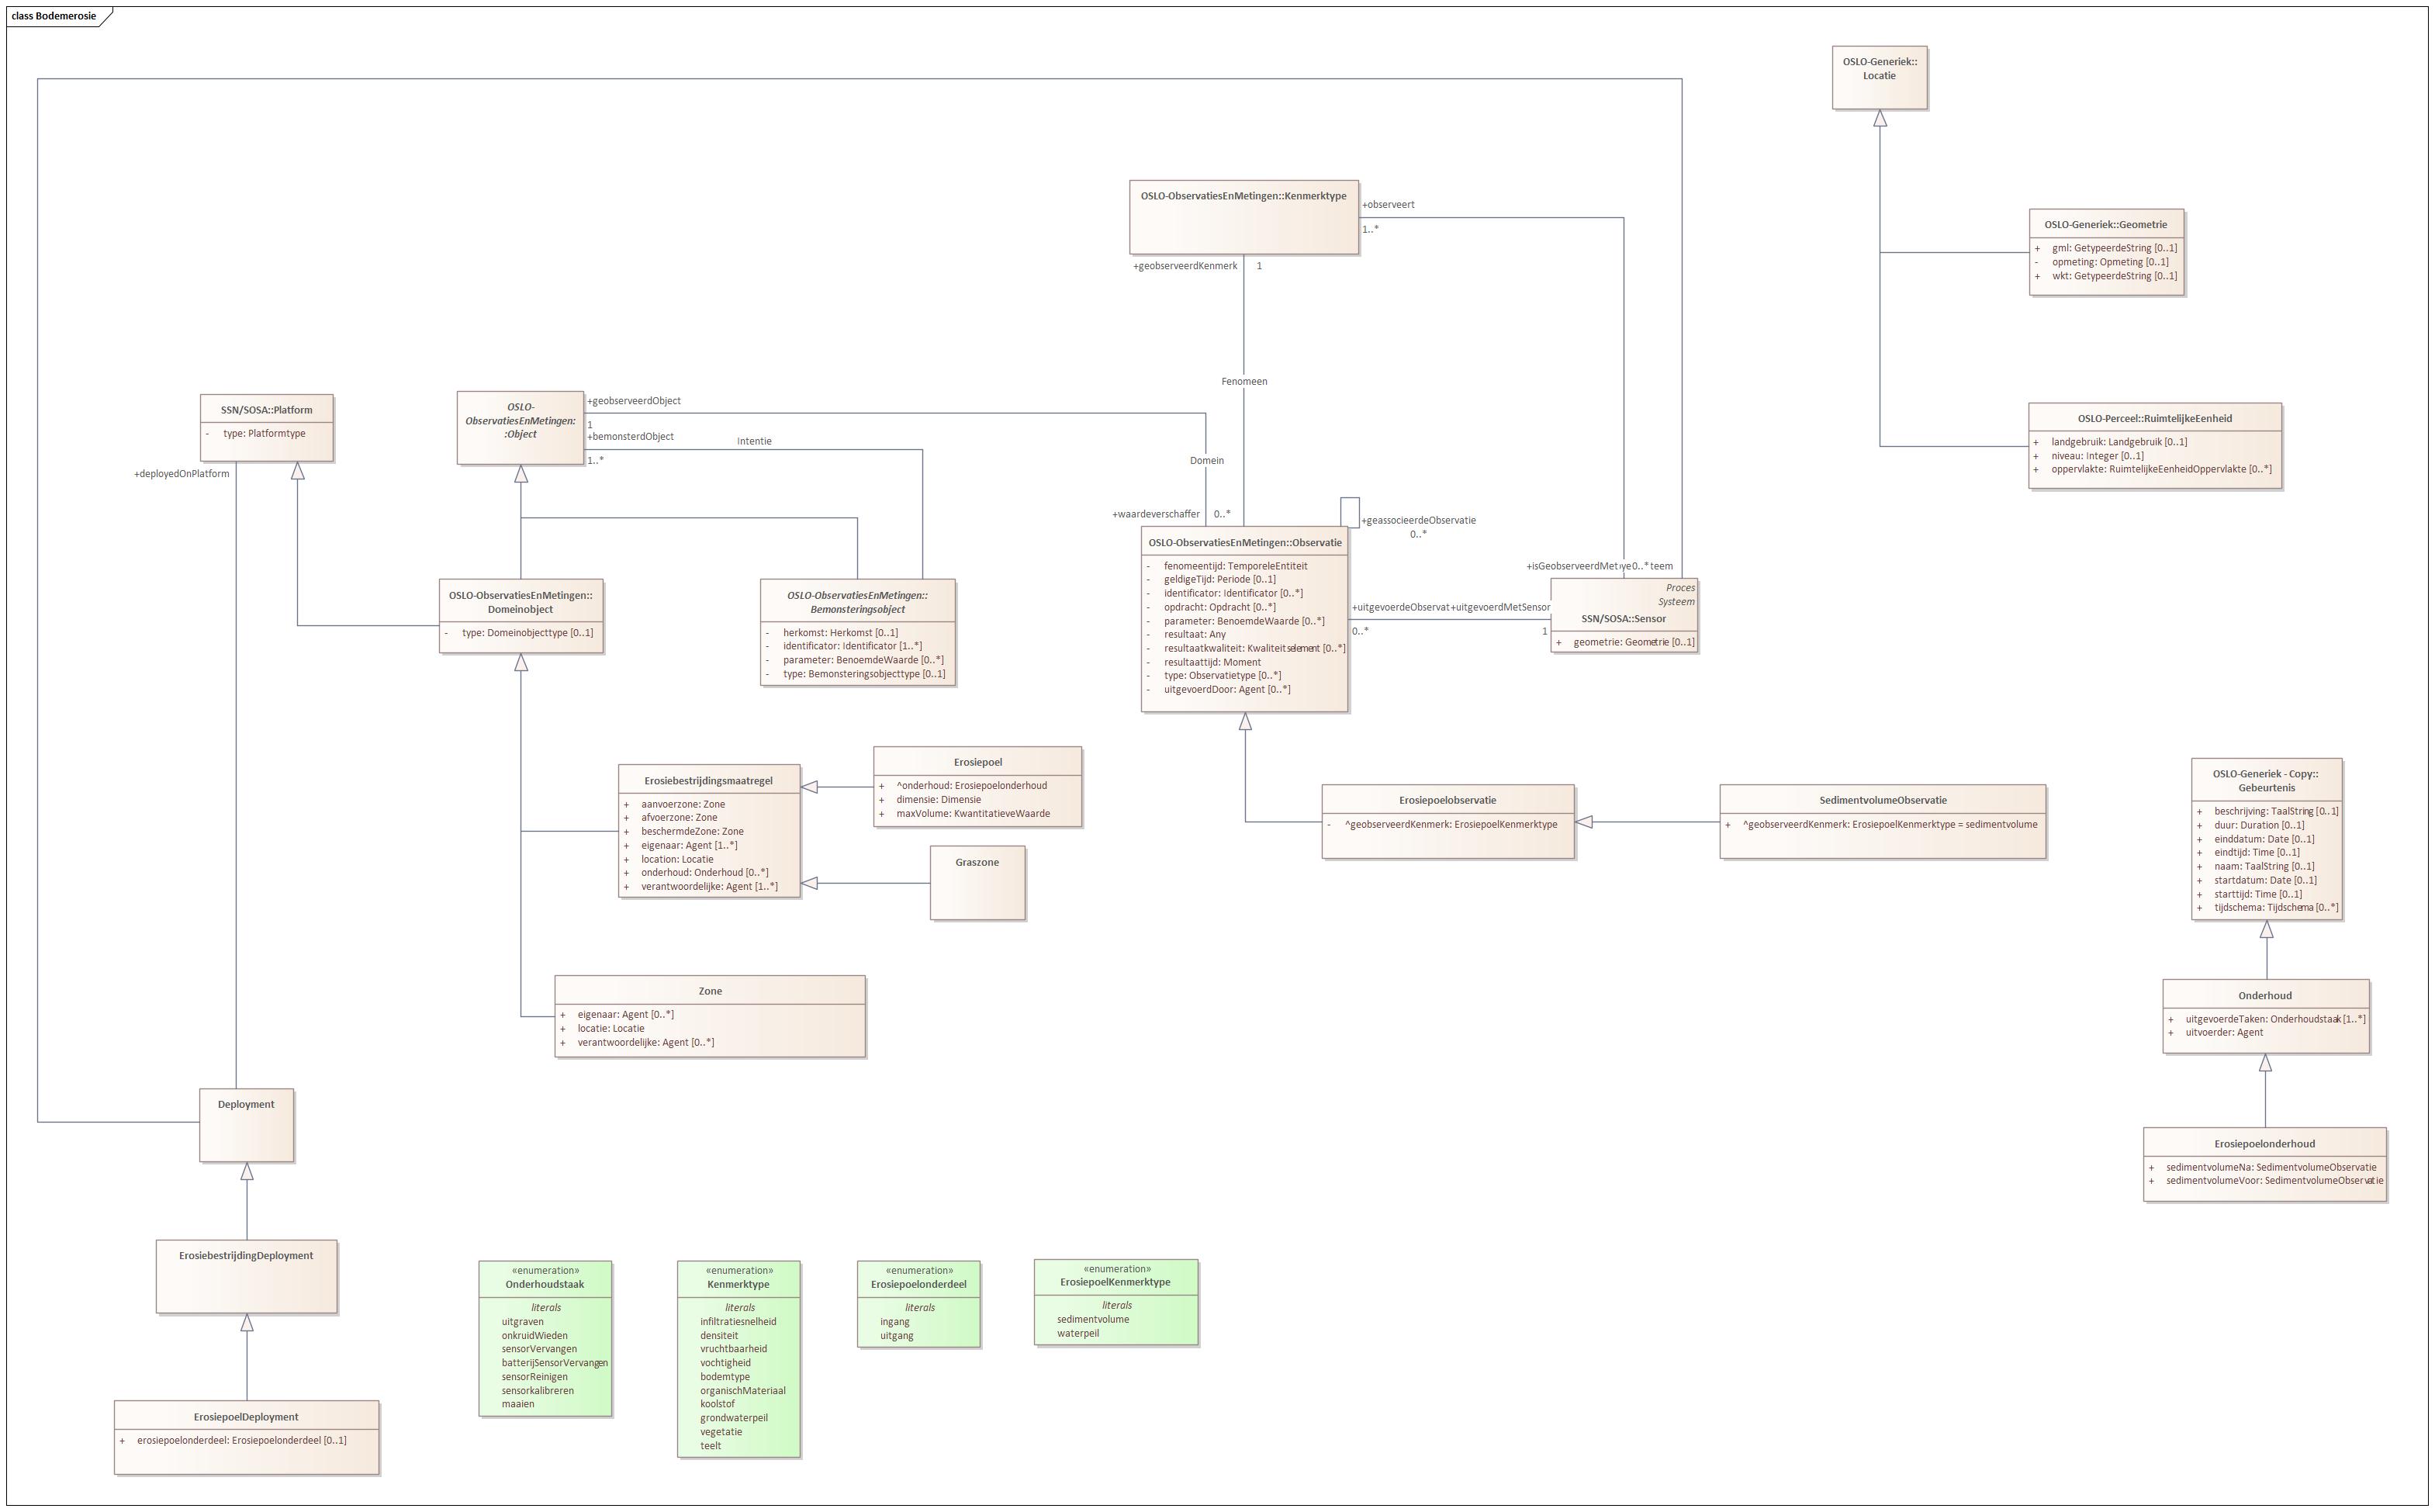 class Bodemerosie
OSLO-Generiek::
Locatie
OSLO-ObservatiesEnMetingen::Kenmerktype
+observeert
1..*
+geobserveerdKenmerk
1
OSLO-Generiek::Geometrie
+ gml: GetypeerdeString [0..1]
- opmeting: Opmeting [0..1]
+ wkt: GetypeerdeString [0..1]
Fenomeen
SSN/SOSA::Platform
- type: Platformtype
+deployedOnPlatform
OSLO-
ObservatiesEnMetingen:
:Object
+geobserveerdObject
1
+bemonsterdObject
Intentie
1..*
Domein
+waardeverschaffer
0..*
OSLO-Perceel::RuimtelijkeEenheid
+ landgebruik: Landgebruik [0..1]
+ niveau: Integer [0..1]
+ oppervlakte: RuimtelijkeEenheidOppervlakte [0..*]
+geassocieerdeObservatie
0..*
OSLO-ObservatiesEnMetingen::Observatie
- fenomeentijd: TemporeleEntiteit
- geldigeTijd: Periode [0..1]
- identificator: Identificator [0..*]
- opdracht: Opdracht [0..*]
- parameter: BenoemdeWaarde [0..*]
- resultaat: Any
- resultaatkwaliteit: Kwaliteitselement [0..*]
- resultaattijd: Moment
- type: Observatietype [0..*]
- uitgevoerdDoor: Agent [0..*]
+isGeobserveerdMet
0..*
teem
+uitgevoerdeObservat
+uitgevoerdMetSensor
0..*
1
Proces
Systeem
SSN/SOSA::Sensor
+ geometrie: Geometrie [0..1]
OSLO-ObservatiesEnMetingen::
Domeinobject
- type: Domeinobjecttype [0..1]
OSLO-ObservatiesEnMetingen::
Bemonsteringsobject
- herkomst: Herkomst [0..1]
- identificator: Identificator [1..*]
- parameter: BenoemdeWaarde [0..*]
- type: Bemonsteringsobjecttype [0..1]
Erosiebestrijdingsmaatregel
+ aanvoerzone: Zone
+ afvoerzone: Zone
+ beschermdeZone: Zone
+ eigenaar: Agent [1..*]
+ location: Locatie
+ onderhoud: Onderhoud [0..*]
+ verantwoordelijke: Agent [1..*]
Erosiepoel
+ ^onderhoud: Erosiepoelonderhoud
+ dimensie: Dimensie
+ maxVolume: KwantitatieveWaarde
Graszone
Erosiepoelobservatie
- ^geobserveerdKenmerk: ErosiepoelKenmerktype
SedimentvolumeObservatie
+ ^geobserveerdKenmerk: ErosiepoelKenmerktype = sedimentvolume
OSLO-Generiek - Copy::
Gebeurtenis
+ beschrijving: TaalString [0..1]
+ duur: Duration [0..1]
+ einddatum: Date [0..1]
+ eindtijd: Time [0..1]
+ naam: TaalString [0..1]
+ startdatum: Date [0..1]
+ starttijd: Time [0..1]
+ tijdschema: Tijdschema [0..*]
Zone
+ eigenaar: Agent [0..*]
+ locatie: Locatie
+ verantwoordelijke: Agent [0..*]
Onderhoud
+ uitgevoerdeTaken: Onderhoudstaak [1..*]
+ uitvoerder: Agent
Deployment
Erosiepoelonderhoud
+ sedimentvolumeNa: SedimentvolumeObservatie
+ sedimentvolumeVoor: SedimentvolumeObservatie
ErosiebestrijdingDeployment
ErosiepoelDeployment
+ erosiepoelonderdeel: Erosiepoelonderdeel [0..1]
«enumeration»
Onderhoudstaak
literals
uitgraven
onkruidWieden
sensorVervangen
batterijSensorVervangen
sensorReinigen
sensorkalibreren
maaien
«enumeration»
Kenmerktype
literals
infiltratiesnelheid
densiteit
vruchtbaarheid
vochtigheid
bodemtype
organischMateriaal
koolstof
grondwaterpeil
vegetatie
teelt
«enumeration»
Erosiepoelonderdeel
literals
ingang
uitgang
«enumeration»
ErosiepoelKenmerktype
literals
sedimentvolume
waterpeil